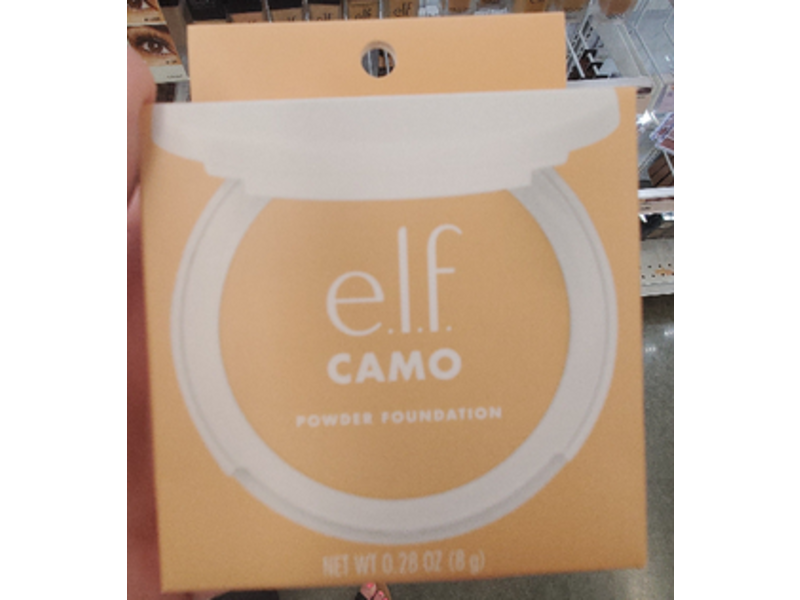 e.l.f.
e.l.f.
CAMO
POWDER FOUNDATION
NET WT 0.28 OZ (8 g)